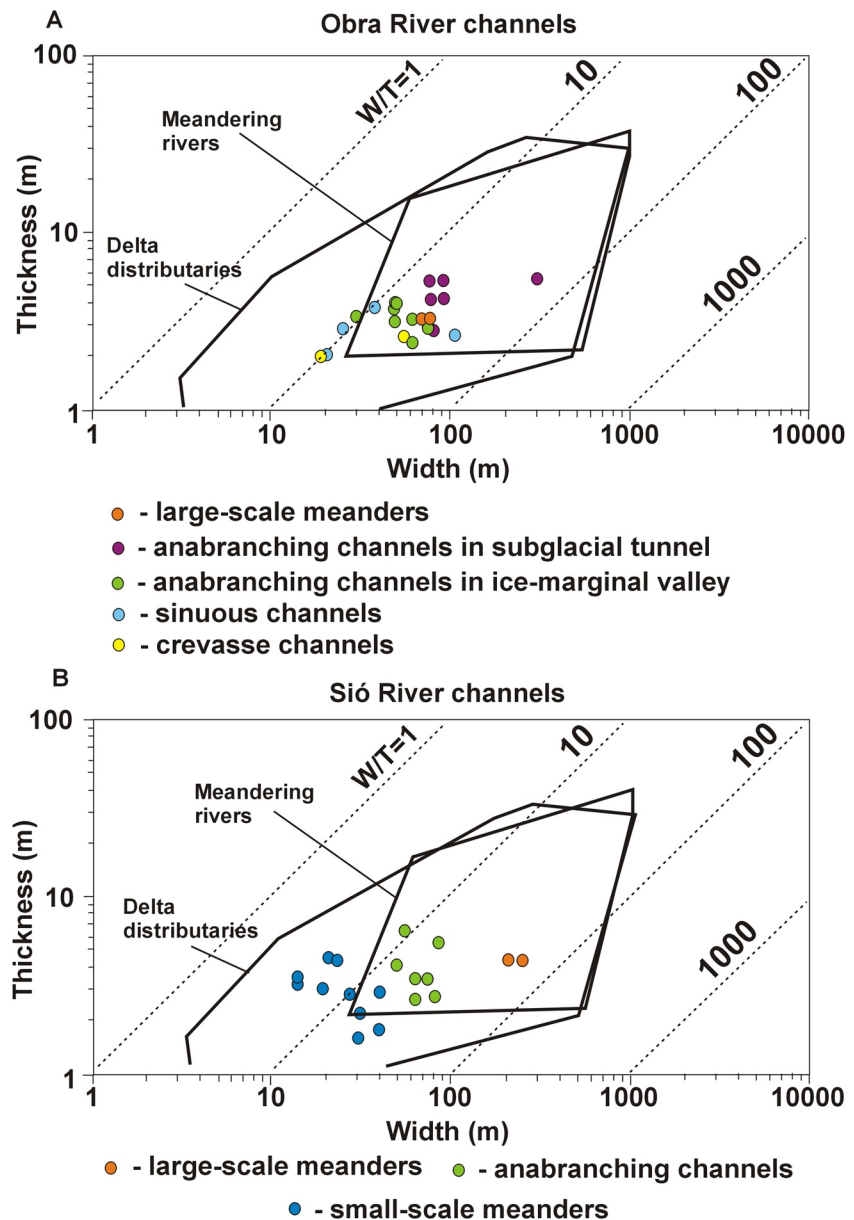 A
Obra River channels
100
W/T=1
10
100
Meandering
rivers
Thickness (m)
10
Delta
distributaries
1000
1
1
10
100
1000
10000
Width (m)
- large-scale meanders
- anabranching channels in subglacial tunnel
- anabranching channels in ice-marginal valley
- sinuous channels
- crevasse channels
B
Sió River channels
100
W/T=1
10
100
Meandering
rivers
Thickness (m)
10
Delta
distributaries
1000
1
1
10
100
1000
10000
Width (m)
- large-scale meanders
- anabranching channels
- small-scale meanders